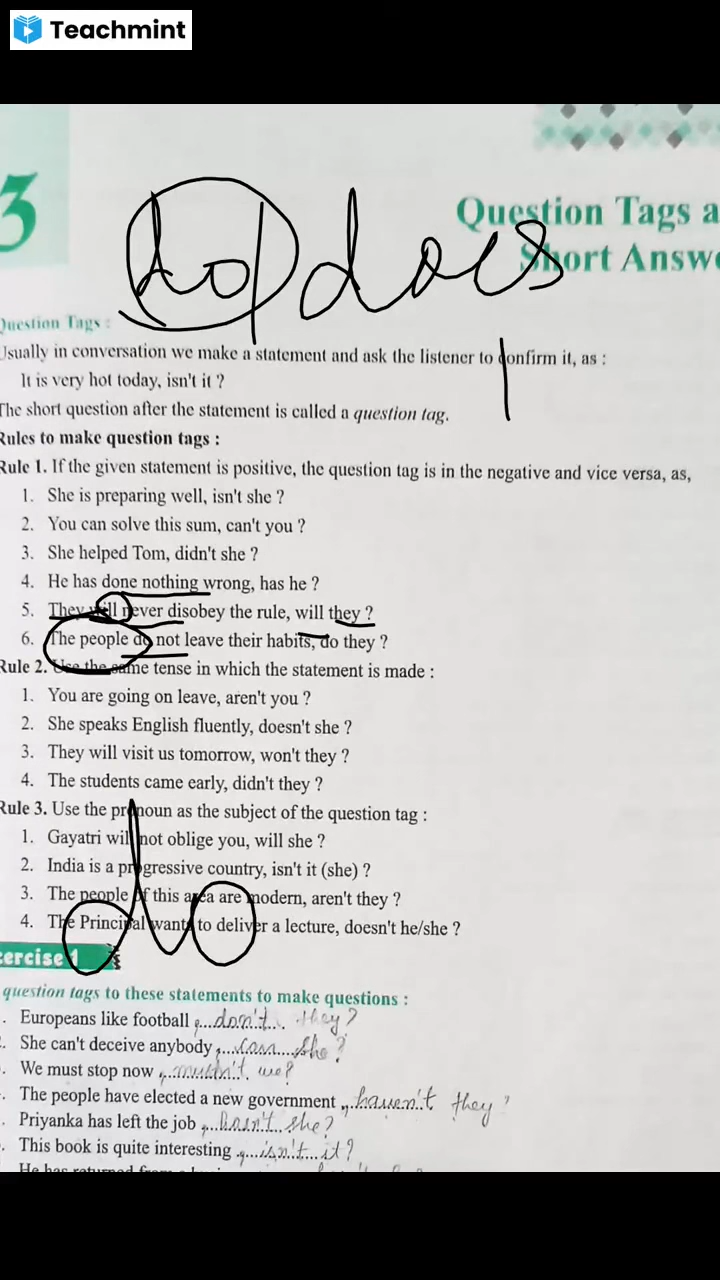 Teachmint
3
Question Tags a
Short Answe
do/ does
Question Tags :
Usually in conversation we make a statement and ask the listener to confirm it, as :
It is very hot today, isn't it ?
The short question after the statement is called a question tag.
Rules to make question tags :
Rule 1. If the given statement is positive, the question tag is in the negative and vice versa, as,
1. She is preparing well, isn't she ?
2. You can solve this sum, can't you ?
3. She helped Tom, didn't she ?
4. He has done nothing wrong, has he ?
5. They will never disobey the rule, will they ?
6. The people do not leave their habits, do they ?
Rule 2. Use the same tense in which the statement is made :
1. You are going on leave, aren't you ?
2. She speaks English fluently, doesn't she ?
3. They will visit us tomorrow, won't they ?
4. The students came early, didn't they ?
Rule 3. Use the pronoun as the subject of the question tag :
1. Gayatri will not oblige you, will she ?
2. India is a progressive country, isn't it (she) ?
3. The people of this area are modern, aren't they ?
4. The Principal wants to deliver a lecture, doesn't he/she ?
do
ercise 1
question tags to these statements to make questions :
. Europeans like football ,...don't... they?
. She can't deceive anybody ,...can...she?
. We must stop now ,...mustn't. we?
. The people have elected a new government ,..haven't they ?
. Priyanka has left the job ,...hasn't...she?
. This book is quite interesting ,...isn't...it?
He has returned from a